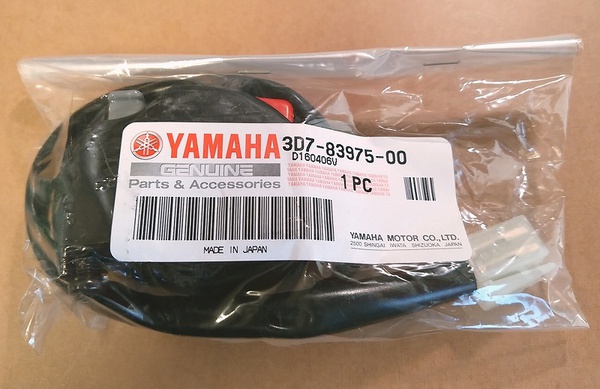 YAMAHA 3D7-83975-00
D160406V
GENUINE
Parts & Accessories
1 PC
MADE IN JAPAN
YAMAHA MOTOR CO., LTD.
2500 SHINGAI, IWATA SHIZUOKA, JAPAN